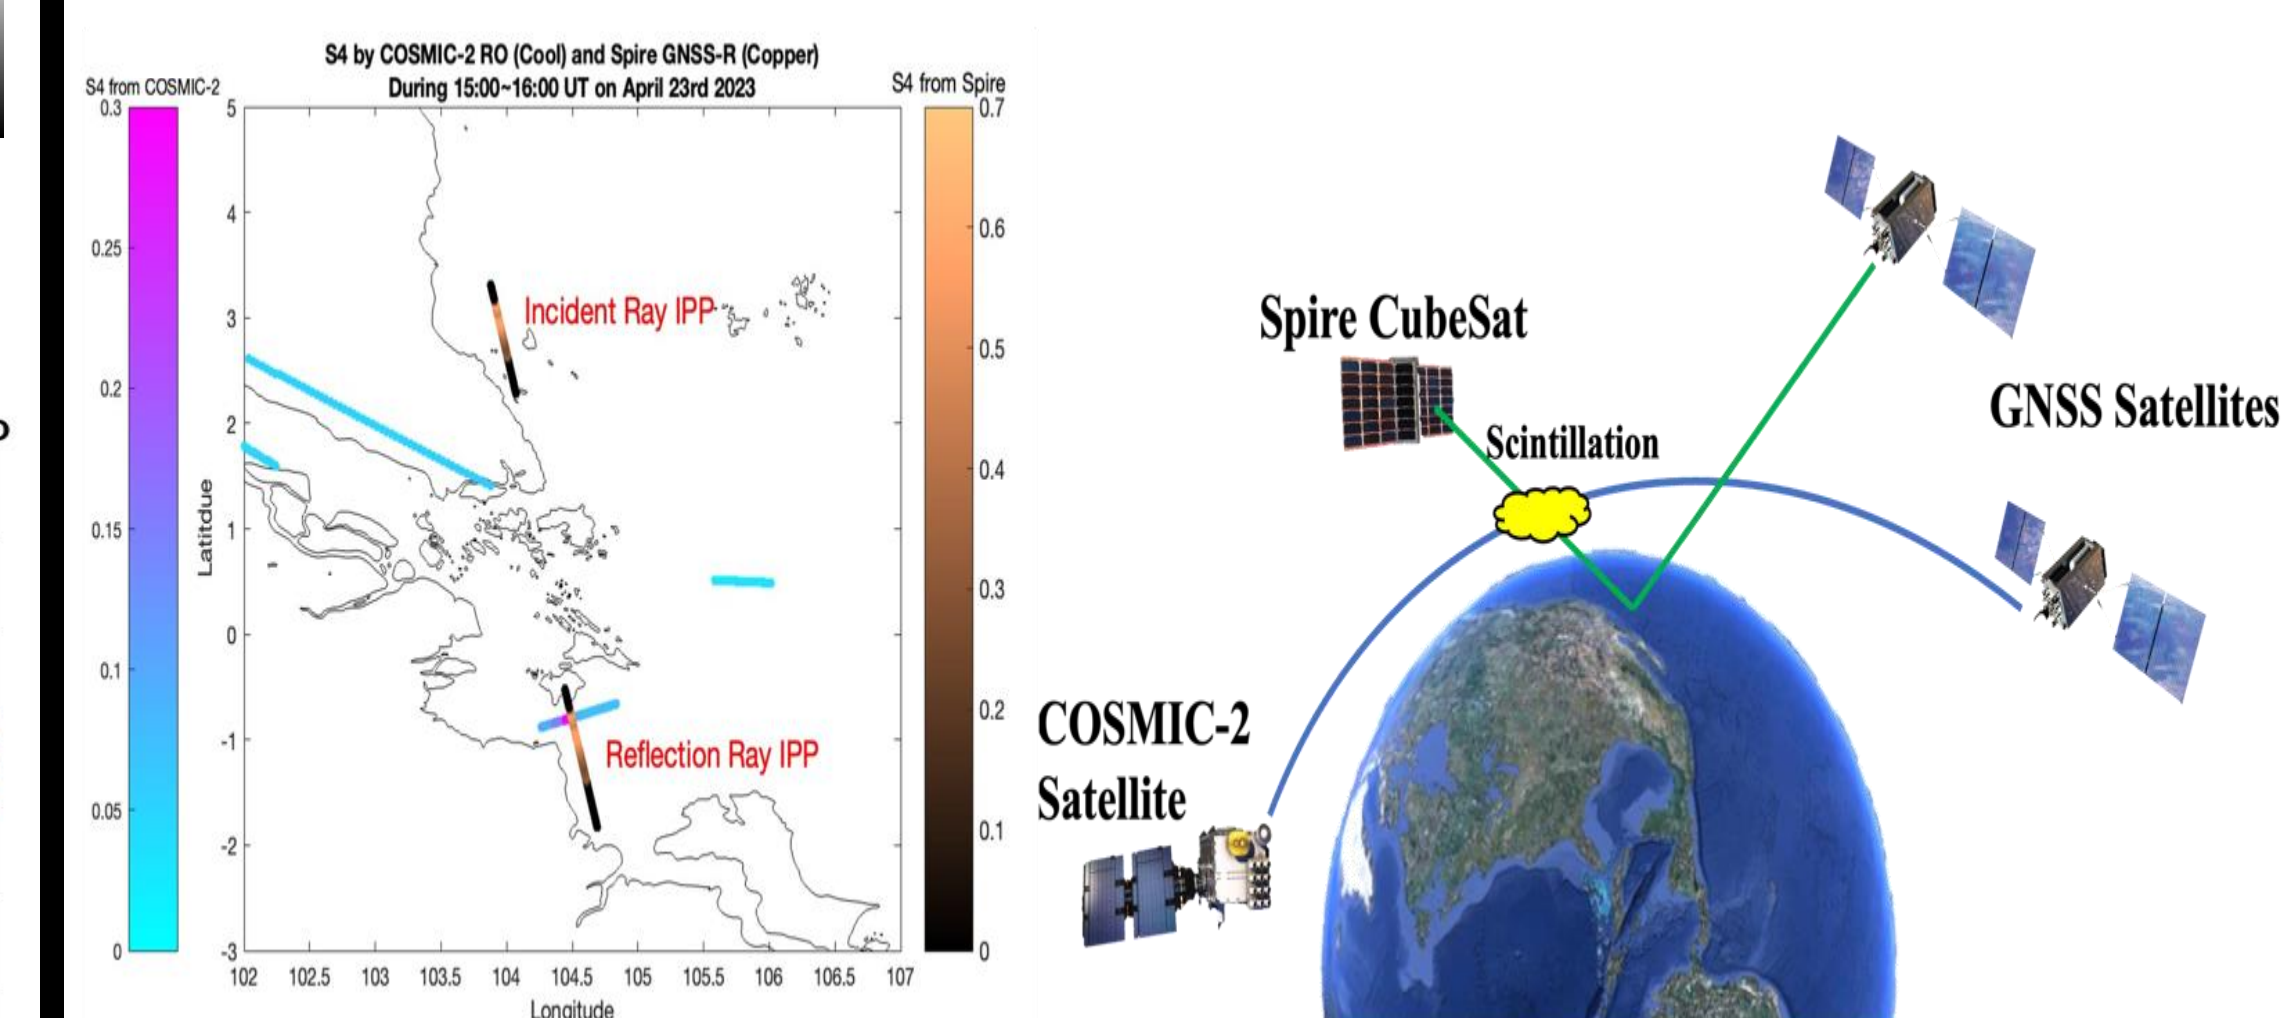 S4 by COSMIC-2 RO (Cool) and Spire GNSS-R (Copper)
During 15:00~16:00 UT on April 23rd 2023
S4 from COSMIC-2
0.3
0.25
0.2
0.15
0.1
0.05
0
Latitdue
5
4
3
2
1
0
-1
-2
-3
Incident Ray IPP
Reflection Ray IPP
102 102.5 103 103.5 104 104.5 105 105.5 106 106.5 107
Longitude
S4 from Spire
0.7
0.6
0.5
0.4
0.3
0.2
0.1
0
Spire CubeSat
Scintillation
GNSS Satellites
COSMIC-2
Satellite